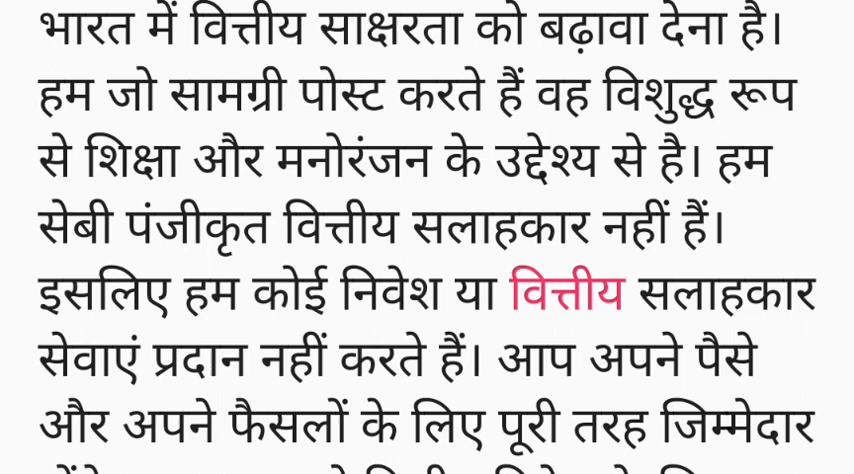 भारत में वित्तीय साक्षरता को बढ़ावा देना है।
हम जो सामग्री पोस्ट करते हैं वह विशुद्ध रूप
से शिक्षा और मनोरंजन के उद्देश्य से है। हम
सेबी पंजीकृत वित्तीय सलाहकार नहीं हैं।
इसलिए हम कोई निवेश या वित्तीय सलाहकार
सेवाएं प्रदान नहीं करते हैं। आप अपने पैसे
और अपने फैसलों के लिए पूरी तरह जिम्मेदार